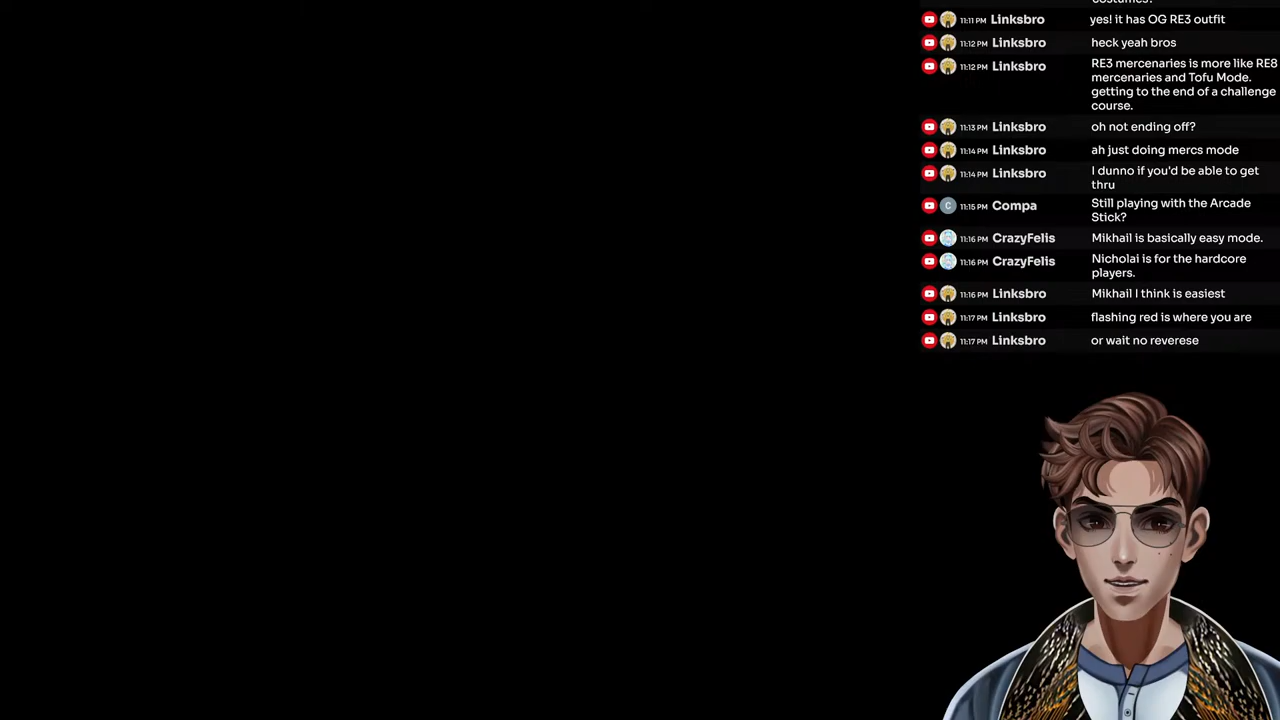 costumes?
11:11 PM Linksbro yes! it has OG RE3 outfit
11:12 PM Linksbro heck yeah bros
11:12 PM Linksbro RE3 mercenaries is more like RE8
mercenaries and Tofu Mode.
getting to the end of a challenge
course.
11:13 PM Linksbro oh not ending off?
11:14 PM Linksbro ah just doing mercs mode
11:14 PM Linksbro I dunno if you'd be able to get
thru
C 11:15 PM Compa Still playing with the Arcade
Stick?
11:16 PM CrazyFelis Mikhail is basically easy mode.
11:16 PM CrazyFelis Nicholai is for the hardcore
players.
11:16 PM Linksbro Mikhail I think is easiest
11:17 PM Linksbro flashing red is where you are
11:17 PM Linksbro or wait no reverese